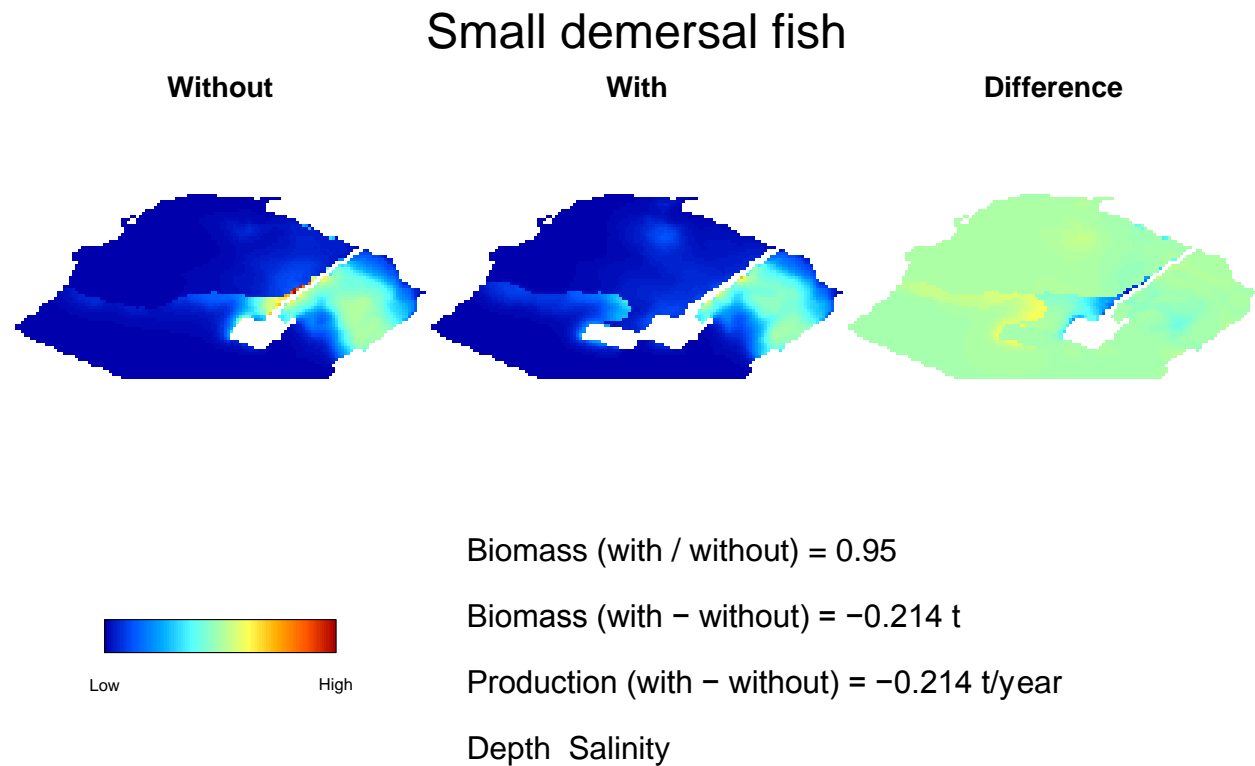 Small demersal fish
Without With Difference
Biomass (with / without) = 0.95
Biomass (with − without) = −0.214 t
Low High
Production (with − without) = −0.214 t/year
Depth Salinity